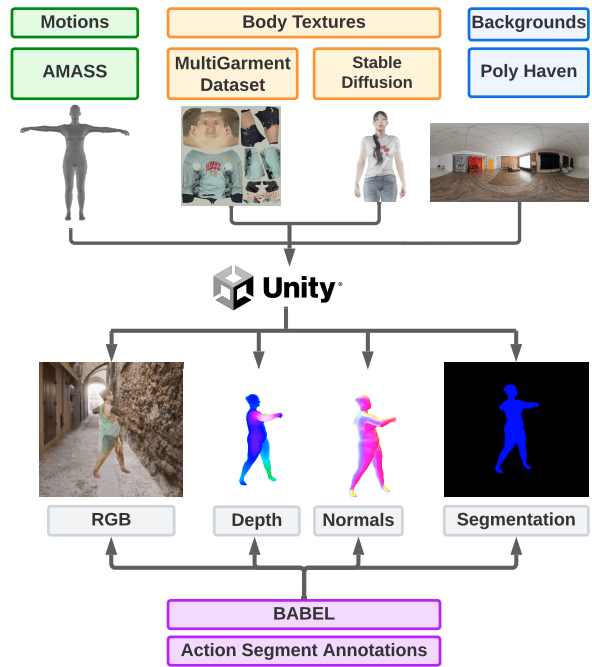 Motions
Body Textures
Backgrounds
AMASS
MultiGarment
Dataset
Stable
Diffusion
Poly Haven
Unity
RGB
Depth
Normals
Segmentation
BABEL
Action Segment Annotations